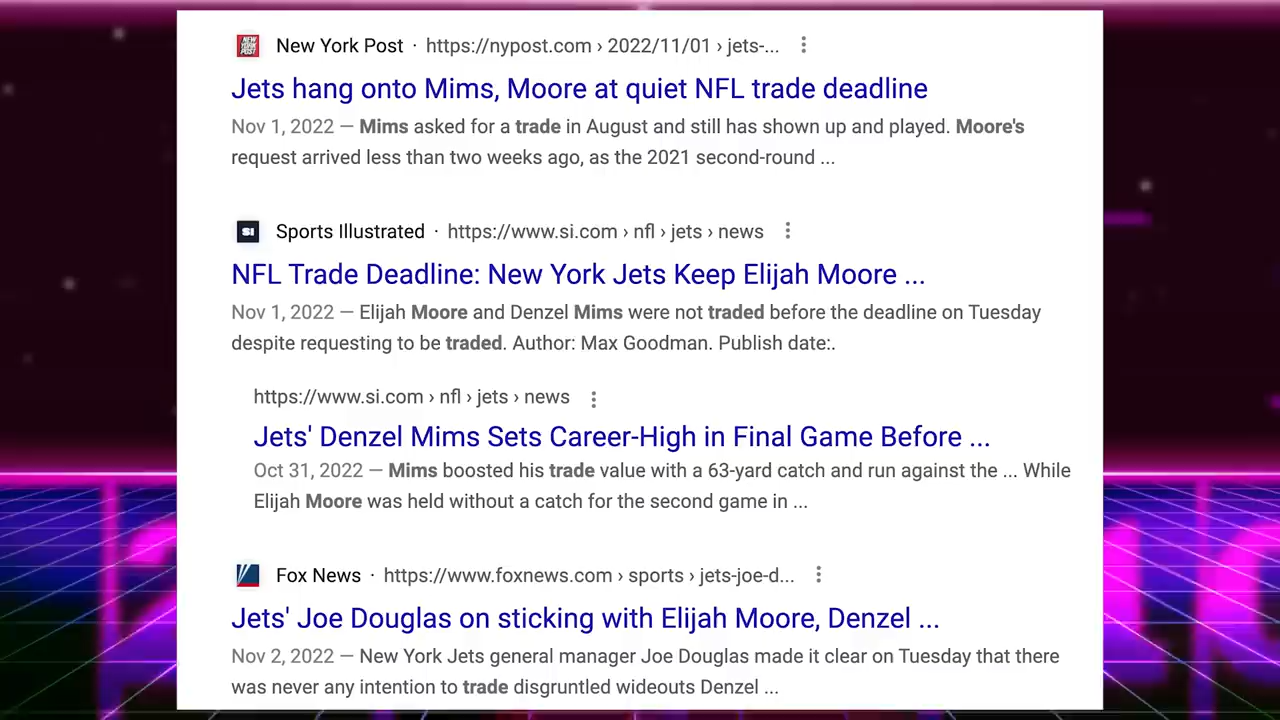 New York Post · https://nypost.com › 2022/11/01 › jets-...
Jets hang onto Mims, Moore at quiet NFL trade deadline
Nov 1, 2022 — Mims asked for a trade in August and still has shown up and played. Moore's
request arrived less than two weeks ago, as the 2021 second-round ...
Sports Illustrated · https://www.si.com › nfl › jets › news
NFL Trade Deadline: New York Jets Keep Elijah Moore ...
Nov 1, 2022 — Elijah Moore and Denzel Mims were not traded before the deadline on Tuesday
despite requesting to be traded. Author: Max Goodman. Publish date:.
https://www.si.com › nfl › jets › news
Jets' Denzel Mims Sets Career-High in Final Game Before ...
Oct 31, 2022 — Mims boosted his trade value with a 63-yard catch and run against the ... While
Elijah Moore was held without a catch for the second game in ...
Fox News · https://www.foxnews.com › sports › jets-joe-d...
Jets' Joe Douglas on sticking with Elijah Moore, Denzel ...
Nov 2, 2022 — New York Jets general manager Joe Douglas made it clear on Tuesday that there
was never any intention to trade disgruntled wideouts Denzel ...